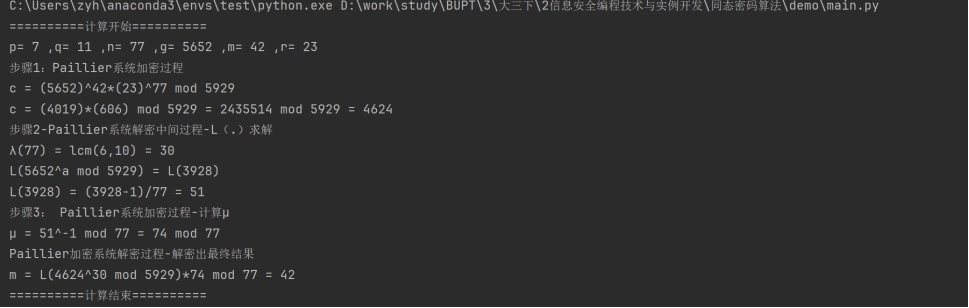 C:\Users\zyh\anaconda3\envs\test\python.exe D:\work\study\BUPT\3\大三下\2信息安全编程技术与实例开发\同态密码算法\demo\main.py
==========计算开始==========
p= 7 ,q= 11 ,n= 77 ,g= 5652 ,m= 42 ,r= 23
步骤1：Paillier系统加密过程
c = (5652)^42*(23)^77 mod 5929
c = (4019)*(606) mod 5929 = 2435514 mod 5929 = 4624
步骤2-Paillier系统解密中间过程-L（.）求解
λ(77) = lcm(6,10) = 30
L(5652^a mod 5929) = L(3928)
L(3928) = (3928-1)/77 = 51
步骤3： Paillier系统加密过程-计算μ
μ = 51^-1 mod 77 = 74 mod 77
Paillier加密系统解密过程-解密出最终结果
m = L(4624^30 mod 5929)*74 mod 77 = 42
==========计算结束==========